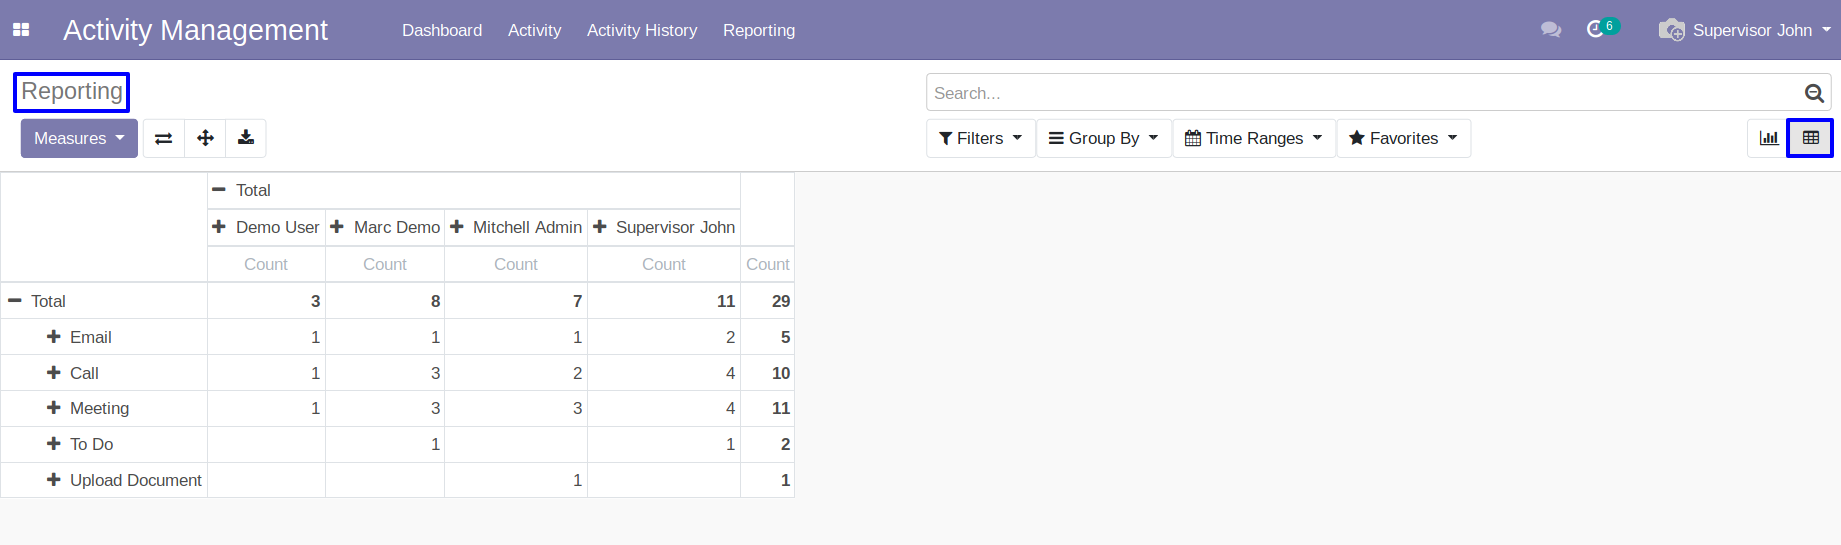 Activity Management Dashboard Activity Activity History Reporting 6 Supervisor John
Reporting
Search...
Measures Filters Group By Time Ranges Favorites
Total
Demo User Marc Demo Mitchell Admin Supervisor John
Count Count Count Count Count
Total 3 8 7 11 29
Email 1 1 1 2 5
Call 1 3 2 4 10
Meeting 1 3 3 4 11
To Do 1 1 2
Upload Document 1 1